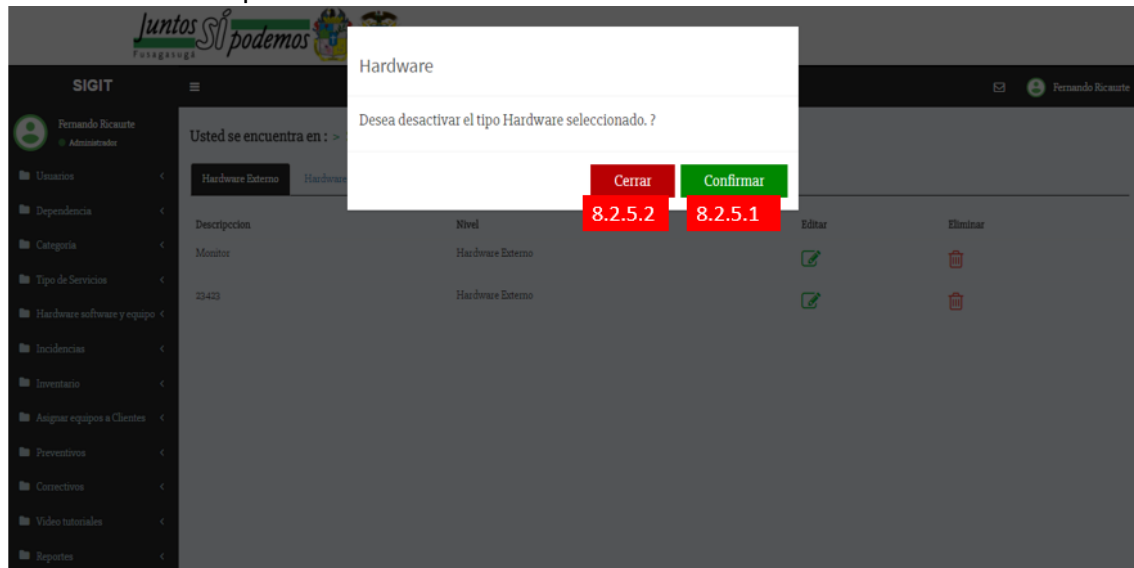 Juntos SÍ podemos
Fusagasugá
SIGIT
Fernando Ricaurte
Fernando Ricaurte
Administrador
Usted se encuentra en : >
Hardware
Desea desactivar el tipo Hardware seleccionado. ?
Cerrar Confirmar
8.2.5.2 8.2.5.1
Hardware Externo Hardware
Descripccion Nivel Editar Eliminar
Monitor Hardware Externo
23423 Hardware Externo
Usuarios
Dependencia
Categoria
Tipo de Servicios
Hardware software y equipo
Incidencias
Inventario
Asignar equipos a Clientes
Preventivos
Correctivos
Video tutoriales
Reportes